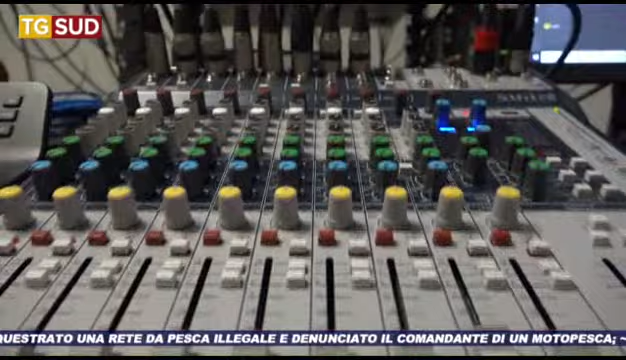 TG SUD
QUESTRATO UNA RETE DA PESCA ILLEGALE E DENUNCIATO IL COMANDANTE DI UN MOTOPESCA; ~